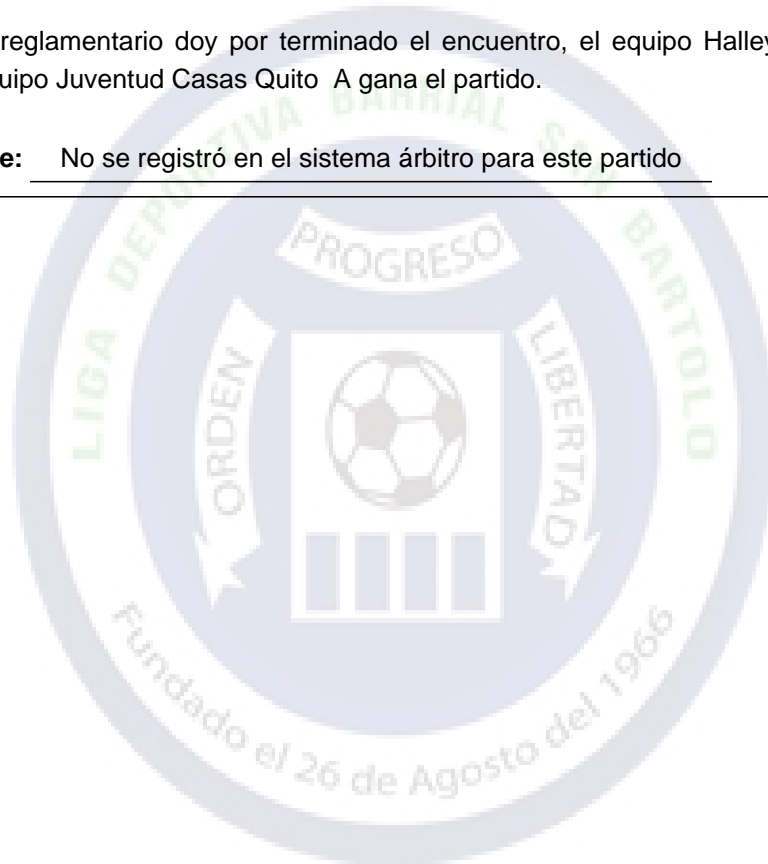 reglamentario doy por terminado el encuentro, el equipo Halley
uipo Juventud Casas Quito A gana el partido.
e: No se registró en el sistema árbitro para este partido
LIGA DEPORTIVA BARRIAL SAN BARTOLO
PROGRESO
ORDEN
LIBERTAD
Fundado el 26 de Agosto del 1966